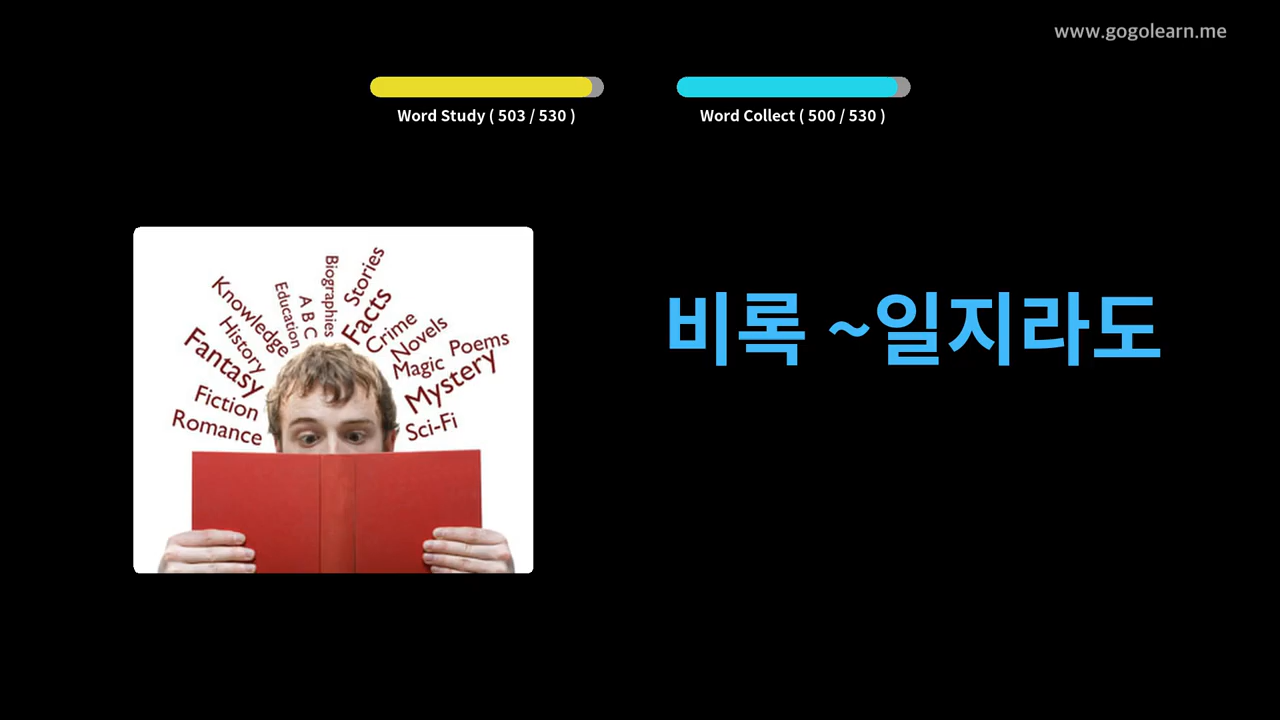 www.gogolearn.me
Word Study ( 503 / 530 )
Word Collect ( 500 / 530 )
비록 ~일지라도
Knowledge
Education
A B C
Biographies
Stories
Facts
Crime
Novels
Poems
History
Magic
Mystery
Fantasy
Fiction
Romance
Sci-Fi